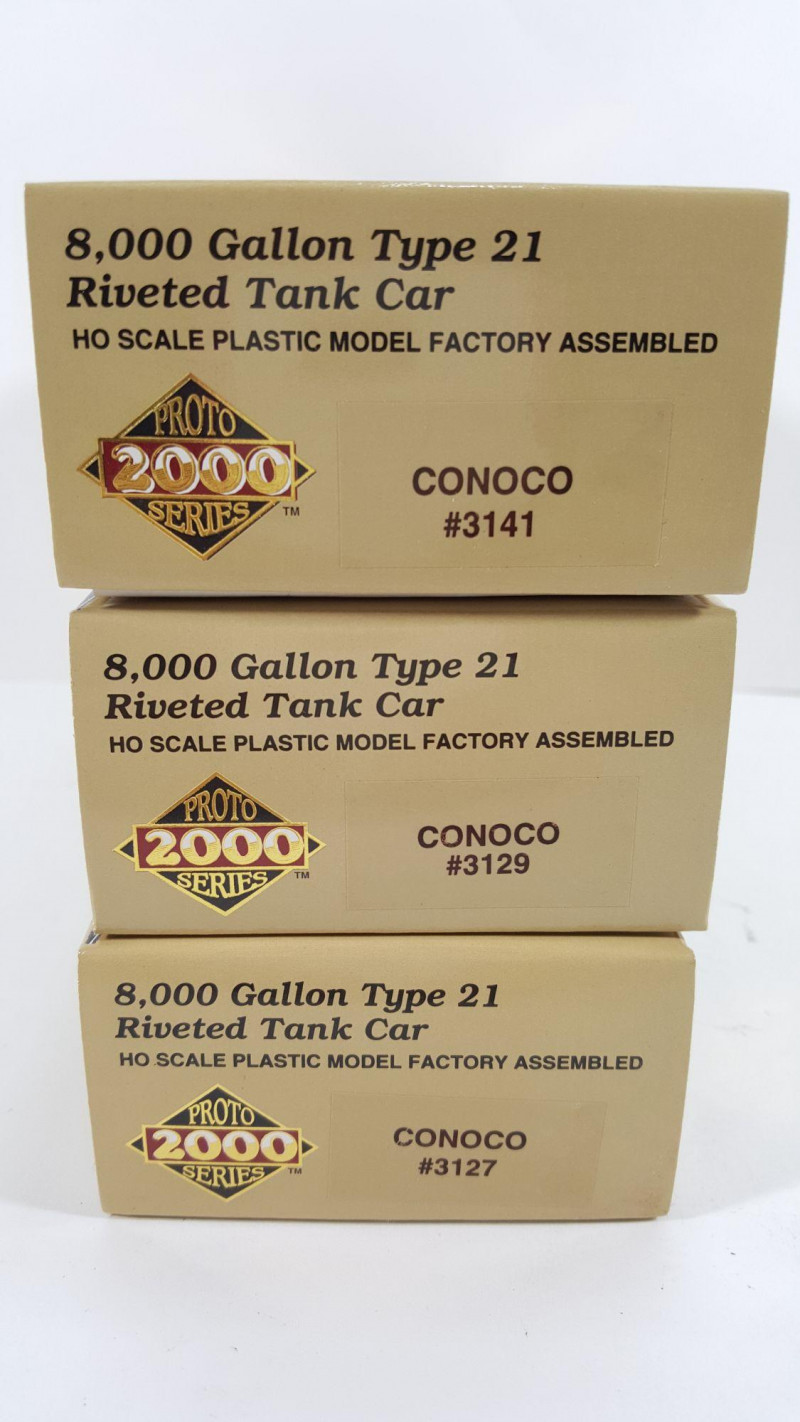 8,000 Gallon Type 21
Riveted Tank Car
HO SCALE PLASTIC MODEL FACTORY ASSEMBLED
PROTO
2000
SERIES
TM
CONOCO
#3141
8,000 Gallon Type 21
Riveted Tank Car
HO SCALE PLASTIC MODEL FACTORY ASSEMBLED
PROTO
2000
SERIES
TM
CONOCO
#3129
8,000 Gallon Type 21
Riveted Tank Car
HO SCALE PLASTIC MODEL FACTORY ASSEMBLED
PROTO
2000
SERIES
TM
CONOCO
#3127